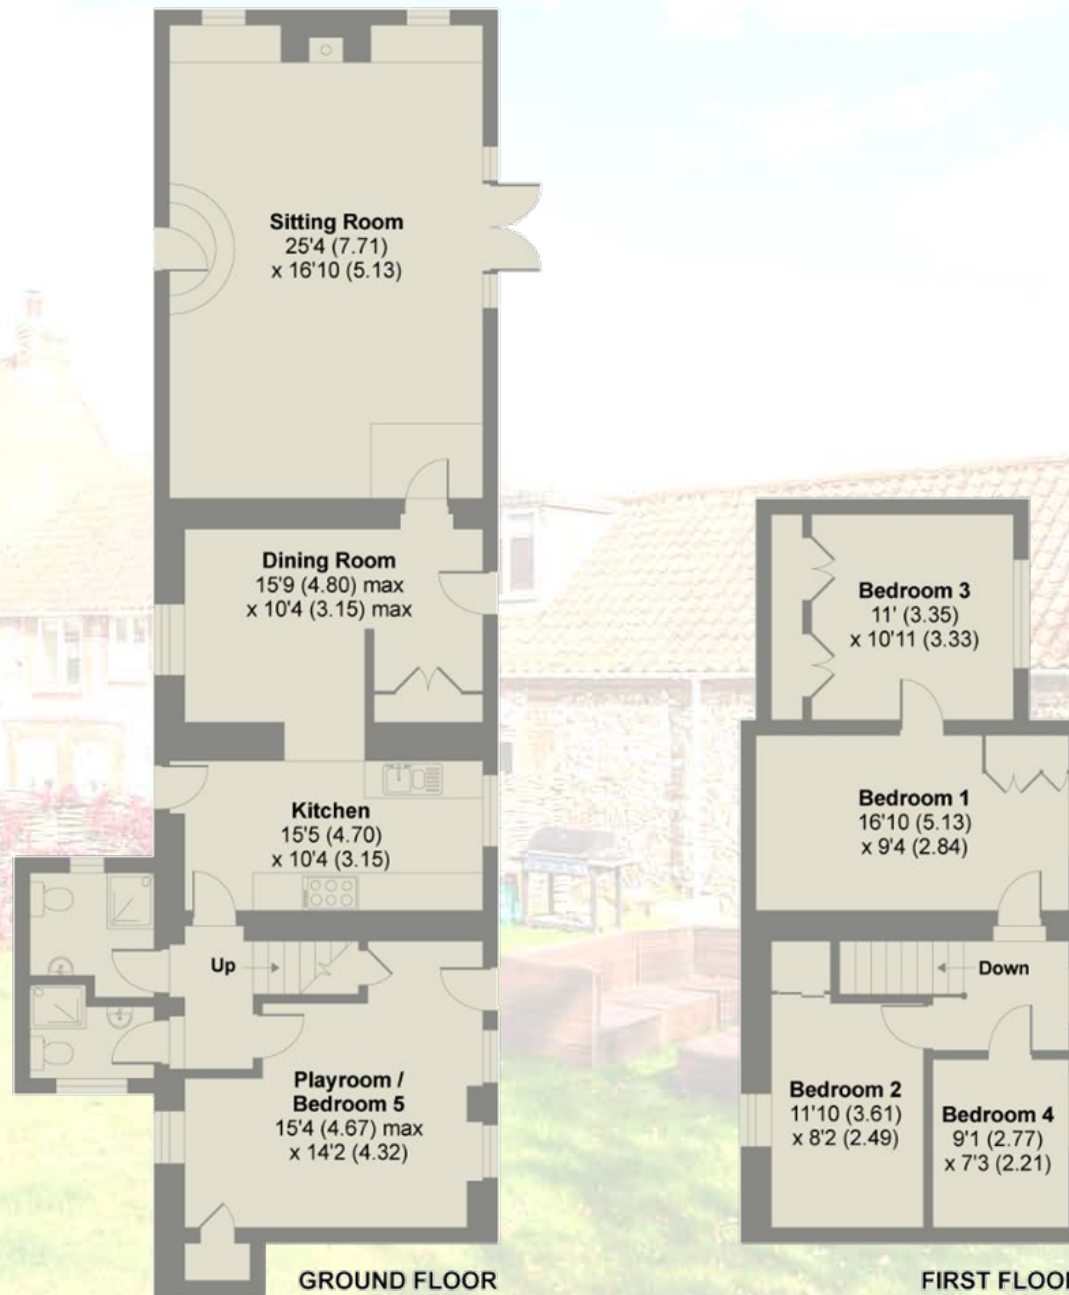 Sitting Room
25'4 (7.71)
x 16'10 (5.13)
Dining Room
15'9 (4.80) max
x 10'4 (3.15) max
Kitchen
15'5 (4.70)
x 10'4 (3.15)
Up
Playroom /
Bedroom 5
15'4 (4.67) max
x 14'2 (4.32)
GROUND FLOOR
Bedroom 3
11' (3.35)
x 10'11 (3.33)
Bedroom 1
16'10 (5.13)
x 9'4 (2.84)
Down
Bedroom 2
11'10 (3.61)
x 8'2 (2.49)
Bedroom 4
9'1 (2.77)
x 7'3 (2.21)
FIRST FLOOR